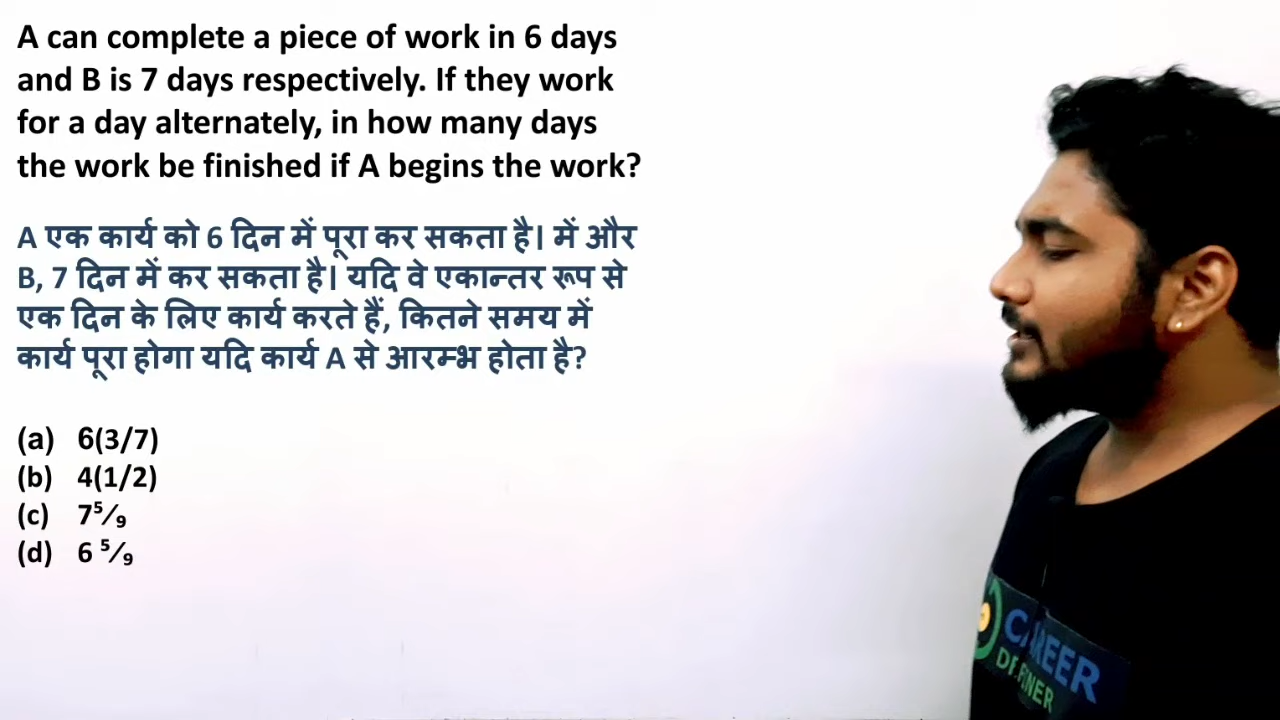 A can complete a piece of work in 6 days
and B is 7 days respectively. If they work
for a day alternately, in how many days
the work be finished if A begins the work?
A एक कार्य को 6 दिन में पूरा कर सकता है। में और
B, 7 दिन में कर सकता है। यदि वे एकान्तर रूप से
एक दिन के लिए कार्य करते हैं, कितने समय में
कार्य पूरा होगा यदि कार्य A से आरम्भ होता है?
(a) 6(3/7)
(b) 4(1/2)
(c) 7⁵⁄₉
(d) 6 ⁵⁄₉
CAREER
DEFINER